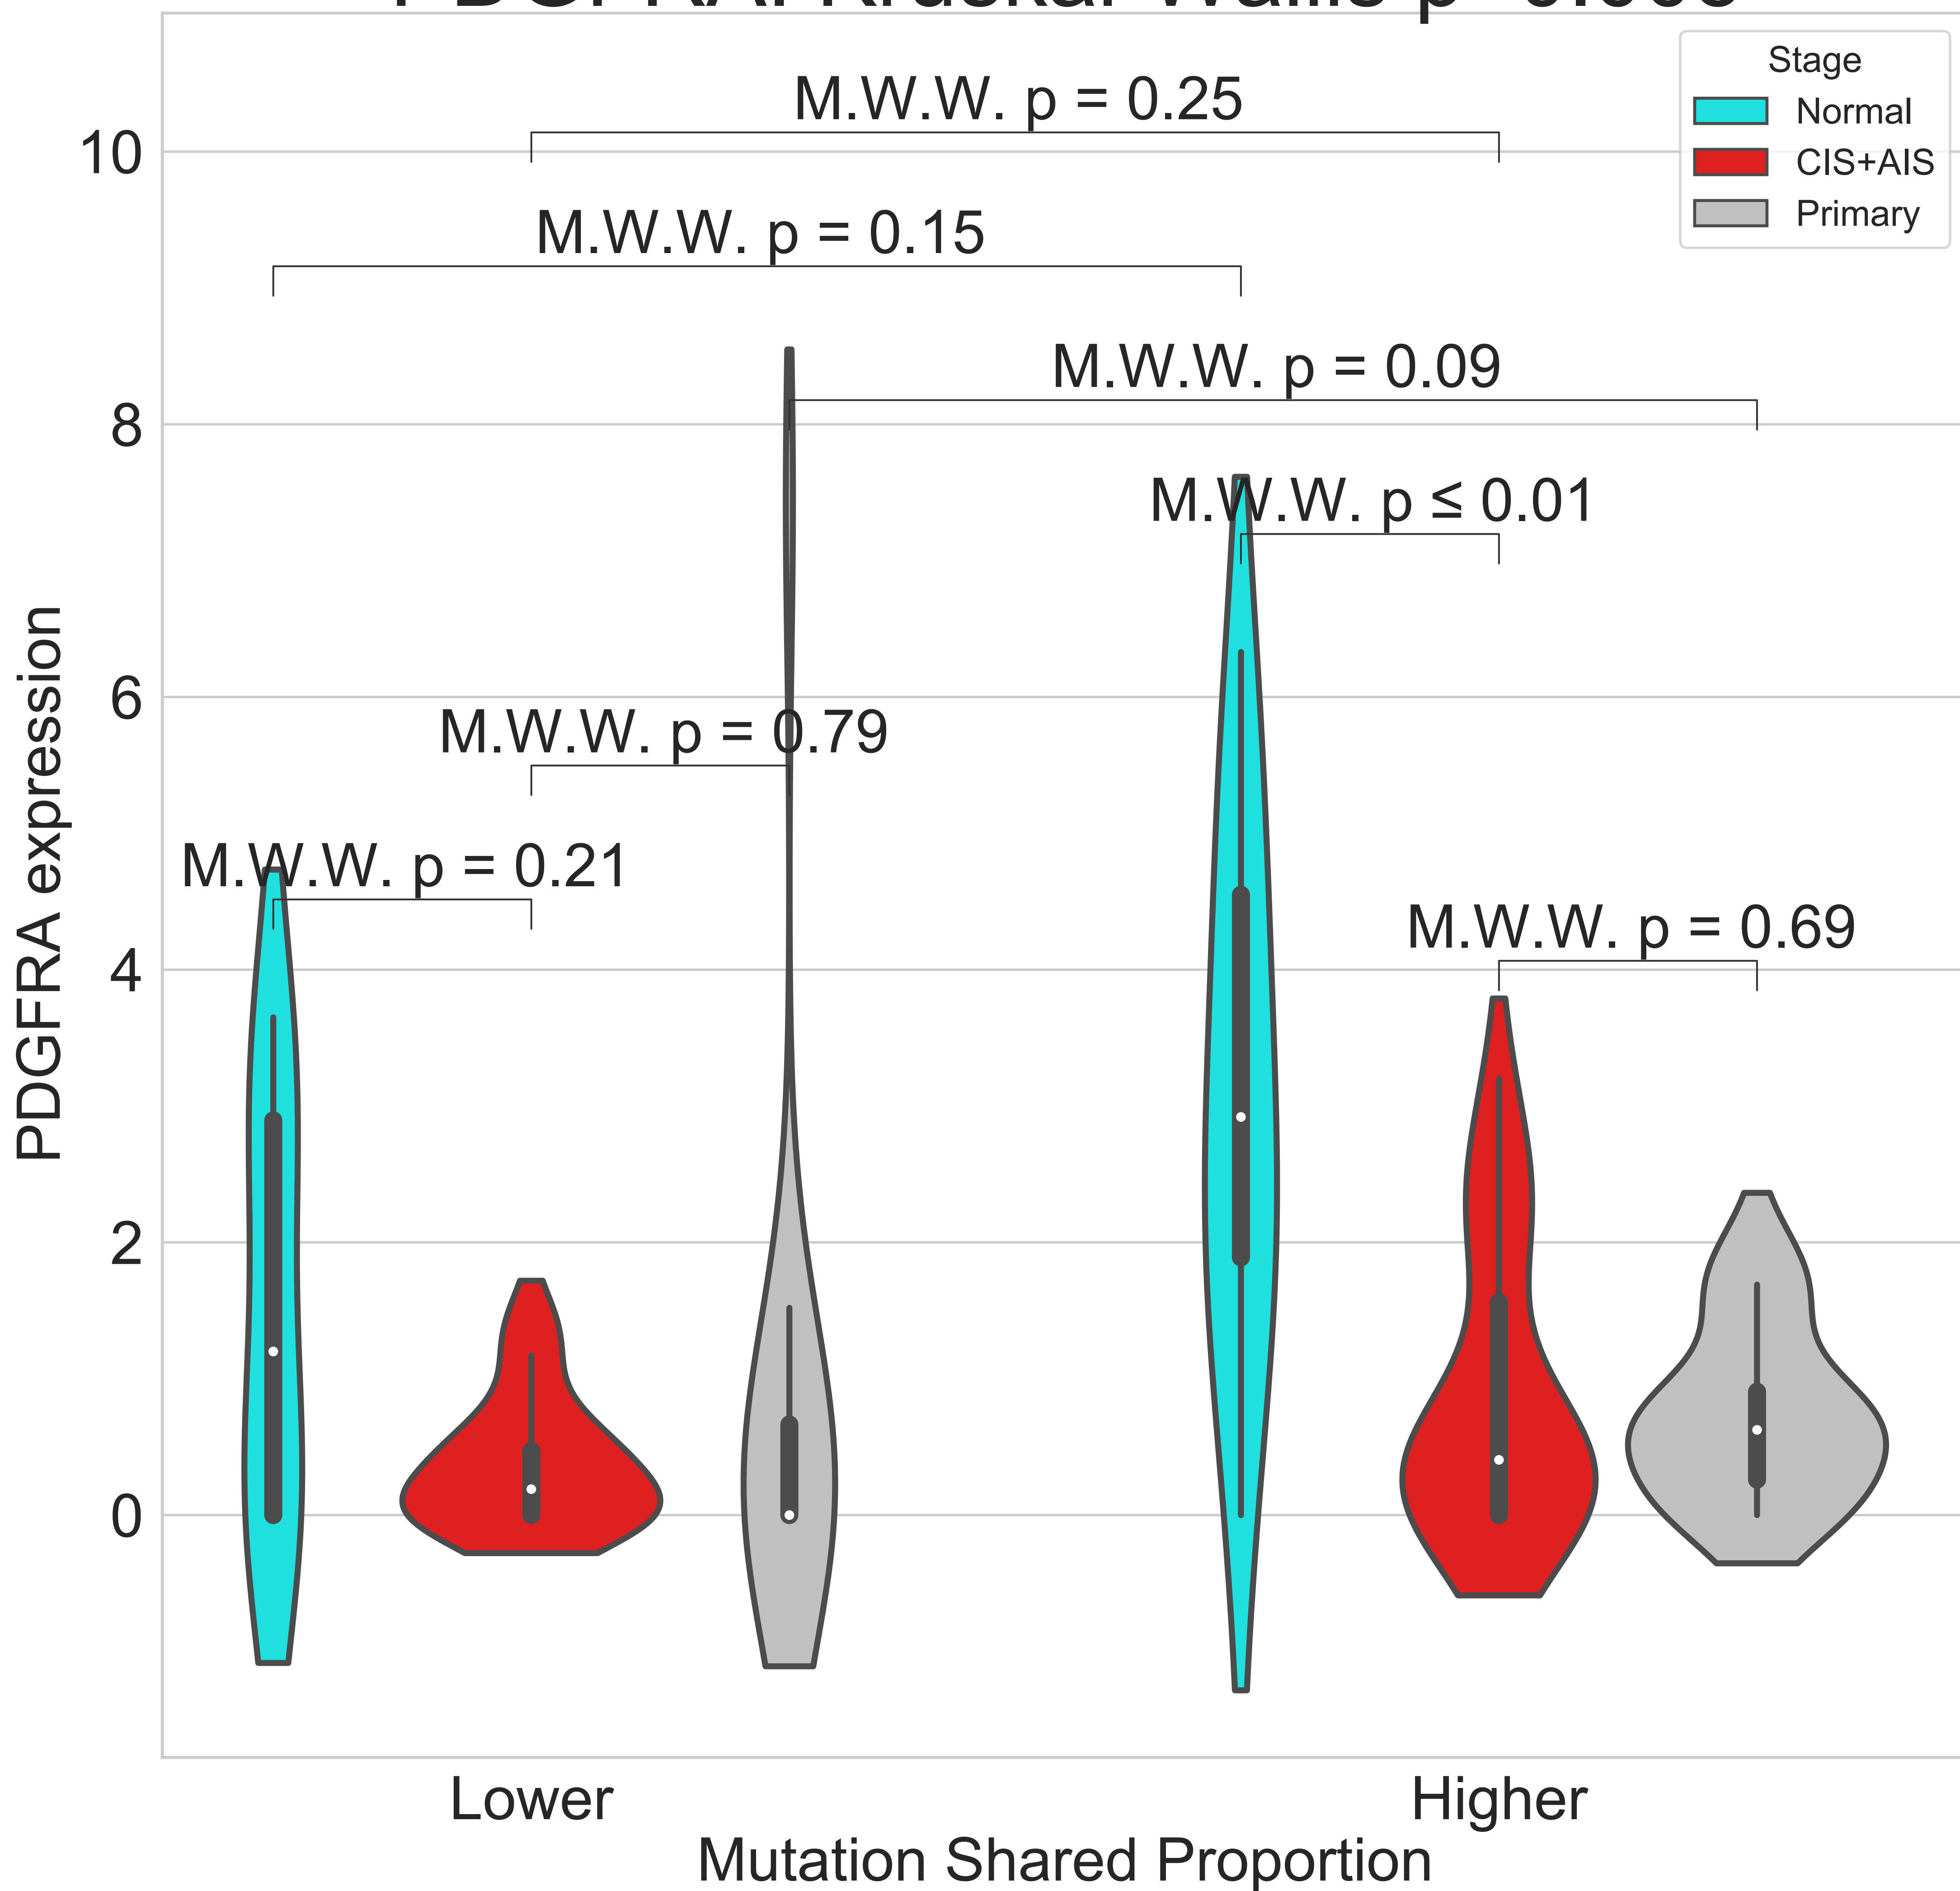 Stage
Normal
CIS+AIS
Primary
M.W.W. p = 0.25
M.W.W. p = 0.15
M.W.W. p = 0.09
M.W.W. p ≤ 0.01
M.W.W. p = 0.79
M.W.W. p = 0.21
M.W.W. p = 0.69
PDGFRA expression
10
8
6
4
2
0
Lower
Higher
Mutation Shared Proportion